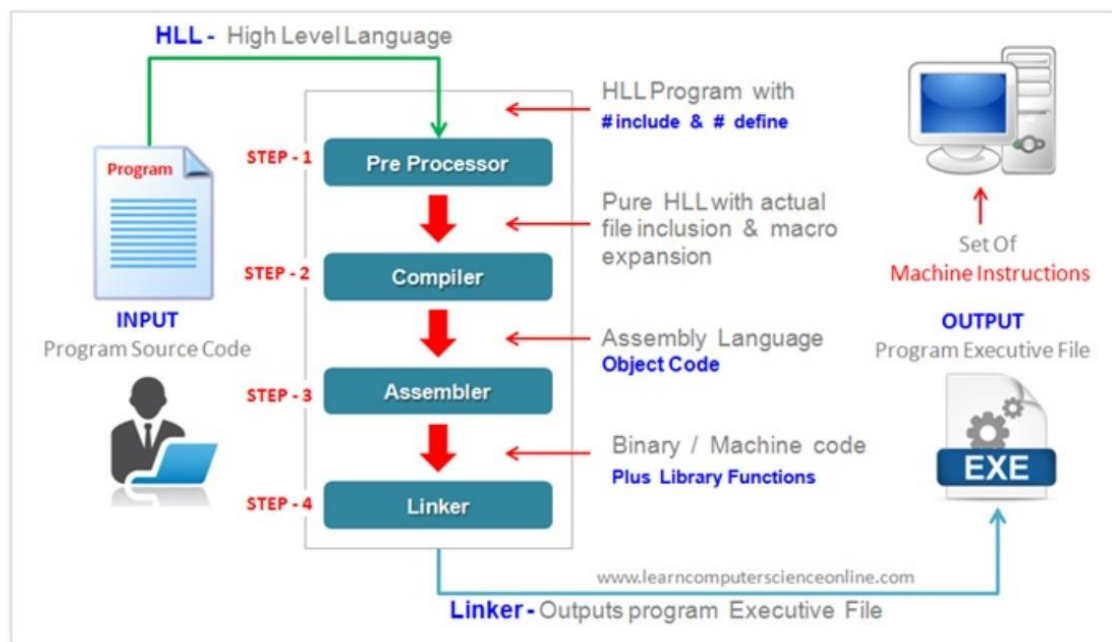 HLL - High Level Language
Program
INPUT
Program Source Code
STEP - 1
Pre Processor
STEP - 2
Compiler
STEP - 3
Assembler
STEP - 4
Linker
HLL Program with
# include & # define
Pure HLL with actual
file inclusion & macro
expansion
Assembly Language
Object Code
Binary / Machine code
Plus Library Functions
Set Of
Machine Instructions
OUTPUT
Program Executive File
EXE
www.learncomputerscienceonline.com
Linker - Outputs program Executive File